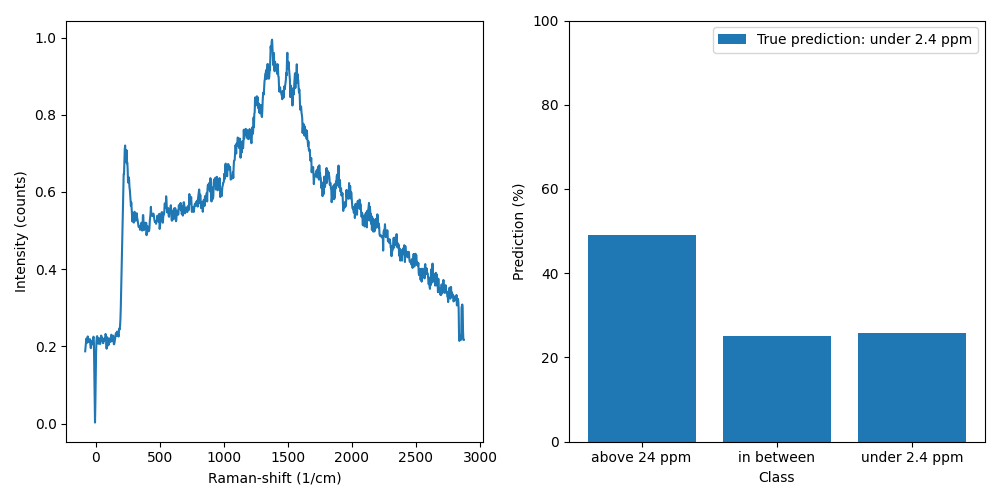 1.0
0.8
0.6
0.4
0.2
0.0
Intensity (counts)
0 500 1000 1500 2000 2500 3000
Raman-shift (1/cm)
True prediction: under 2.4 ppm
100
80
60
40
20
0
Prediction (%)
above 24 ppm in between under 2.4 ppm
Class